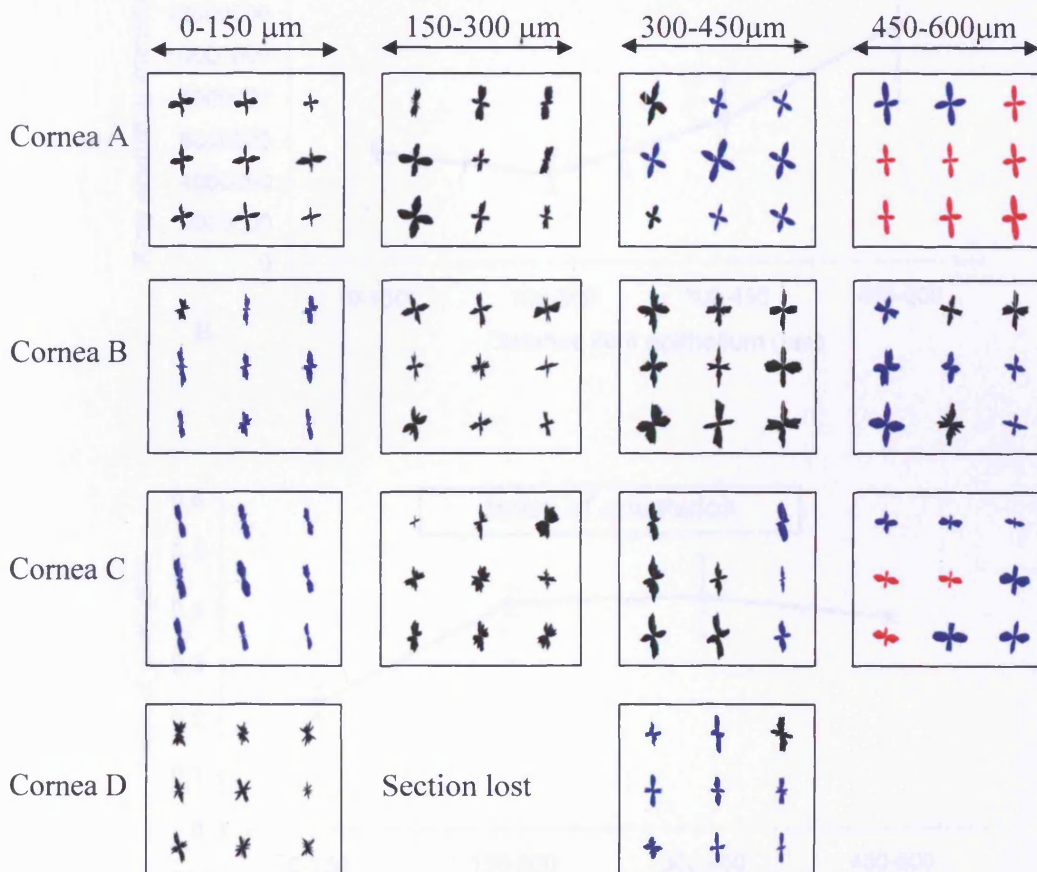 0-150 µm 150-300 µm 300-450µm 450-600µm
Cornea A
Cornea B
Cornea C
Cornea D Section lost